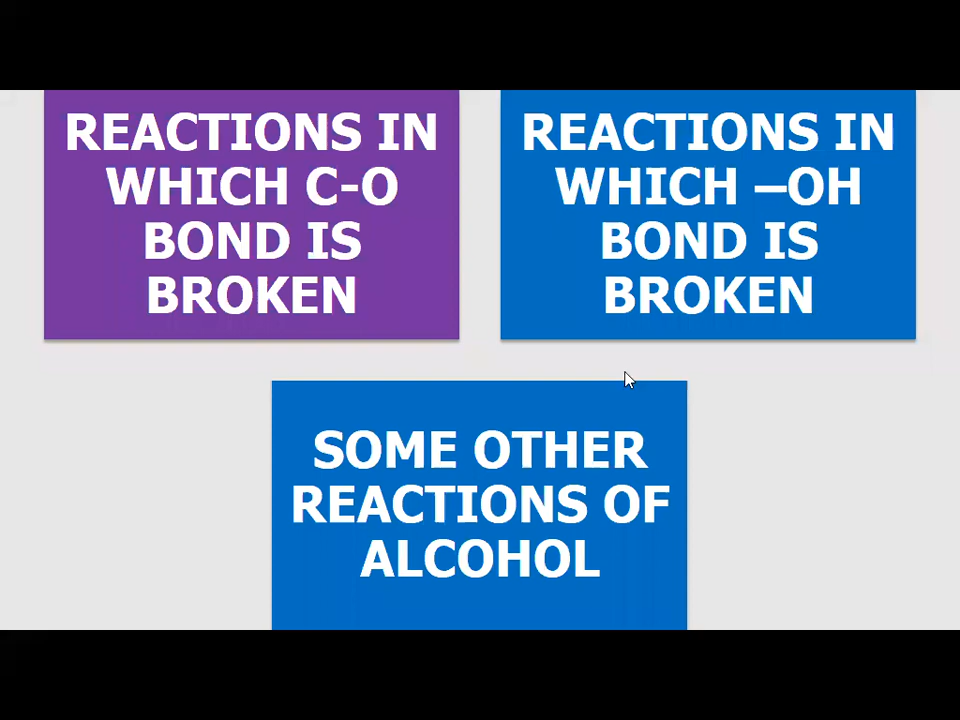 REACTIONS IN
WHICH C-O
BOND IS
BROKEN
REACTIONS IN
WHICH –OH
BOND IS
BROKEN
SOME OTHER
REACTIONS OF
ALCOHOL